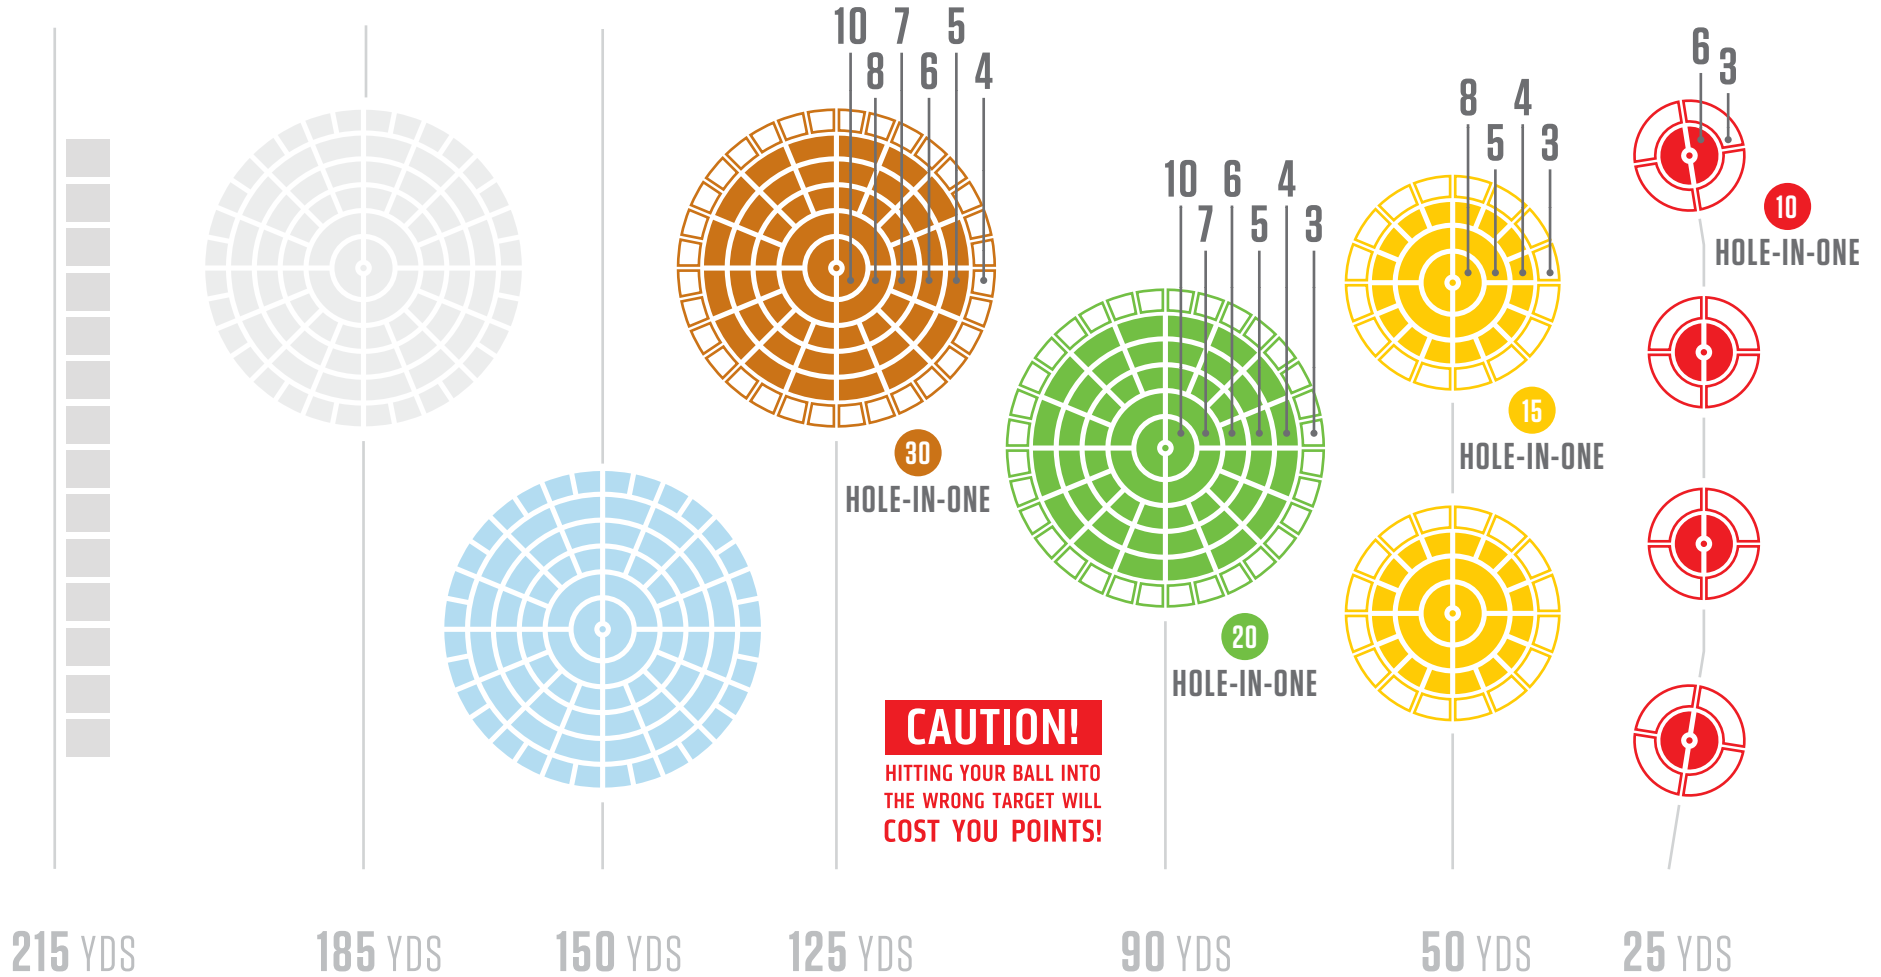 10 7 5
8 6 4
6 3
8 4
5 3
10 6 4
7 5 3
10
HOLE-IN-ONE
15
HOLE-IN-ONE
30
HOLE-IN-ONE
20
HOLE-IN-ONE
CAUTION!
HITTING YOUR BALL INTO
THE WRONG TARGET WILL
COST YOU POINTS!
215 YDS 185 YDS 150 YDS 125 YDS 90 YDS 50 YDS 25 YDS